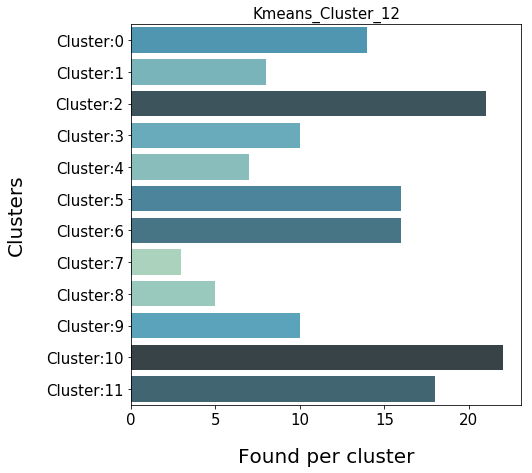 Kmeans_Cluster_12
Cluster:0
Cluster:1
Cluster:2
Cluster:3
Cluster:4
Cluster:5
Cluster:6
Cluster:7
Cluster:8
Cluster:9
Cluster:10
Cluster:11
Clusters
0 5 10 15 20
Found per cluster